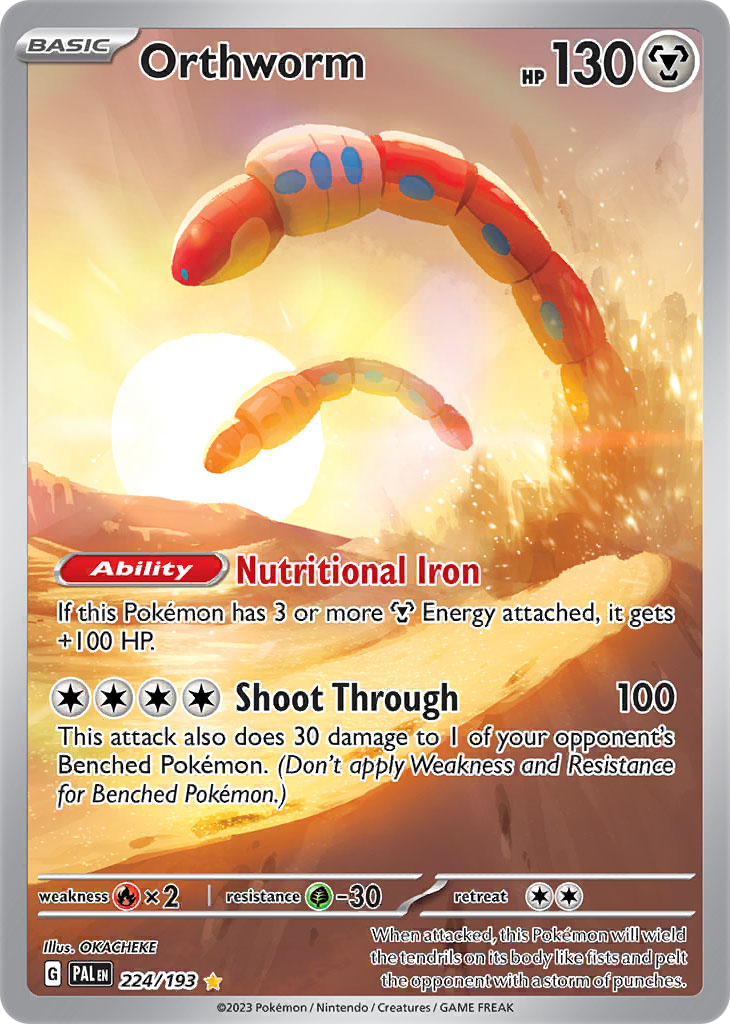 BASIC
Orthworm
HP 130
Ability Nutritional Iron
If this Pokémon has 3 or more Energy attached, it gets
+100 HP.
Shoot Through 100
This attack also does 30 damage to 1 of your opponent's
Benched Pokémon. (Don't apply Weakness and Resistance
for Benched Pokémon.)
weakness ×2 resistance -30 retreat
Illus. OKACHEKE
G PAL EN 224/193
When attacked, this Pokémon will wield
the tendrils on its body like fists and pelt
the opponent with a storm of punches.
©2023 Pokémon / Nintendo / Creatures / GAME FREAK